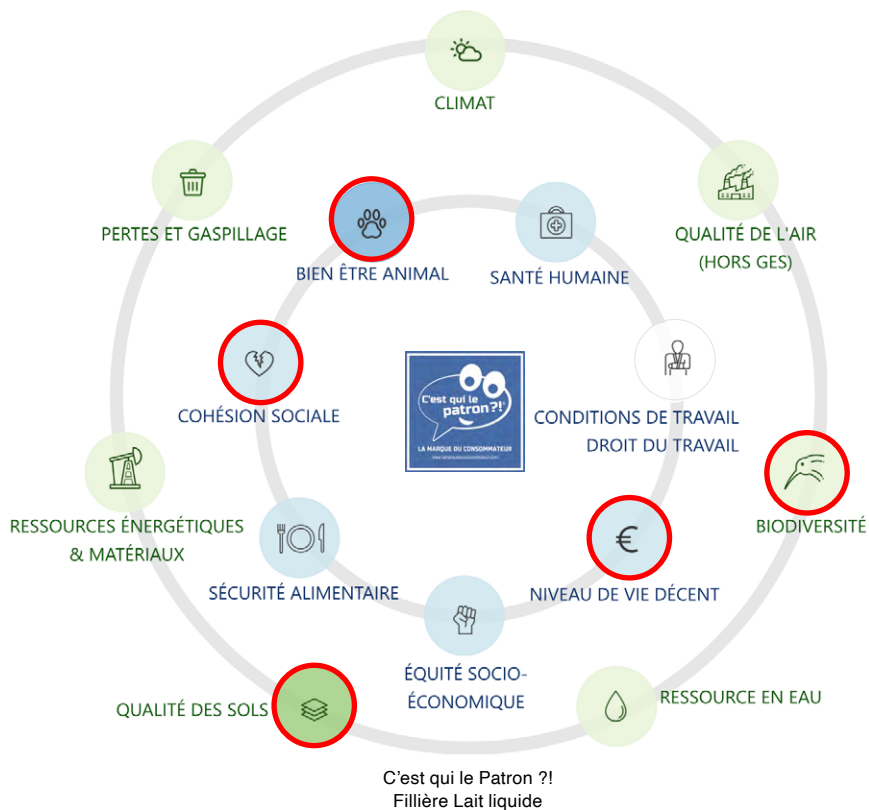 CLIMAT
PERTES ET GASPILLAGE
QUALITÉ DE L'AIR
(HORS GES)
BIEN ÊTRE ANIMAL
SANTÉ HUMAINE
C'est qui le
patron?!
LA MARQUE DU CONSOMMATEUR
COHÉSION SOCIALE
CONDITIONS DE TRAVAIL
DROIT DU TRAVAIL
RESSOURCES ÉNERGÉTIQUES
& MATÉRIAUX
BIODIVERSITÉ
€
SÉCURITÉ ALIMENTAIRE
NIVEAU DE VIE DÉCENT
ÉQUITÉ SOCIO-
ÉCONOMIQUE
QUALITÉ DES SOLS
RESSOURCE EN EAU
C'est qui le Patron ?!
Fillière Lait liquide